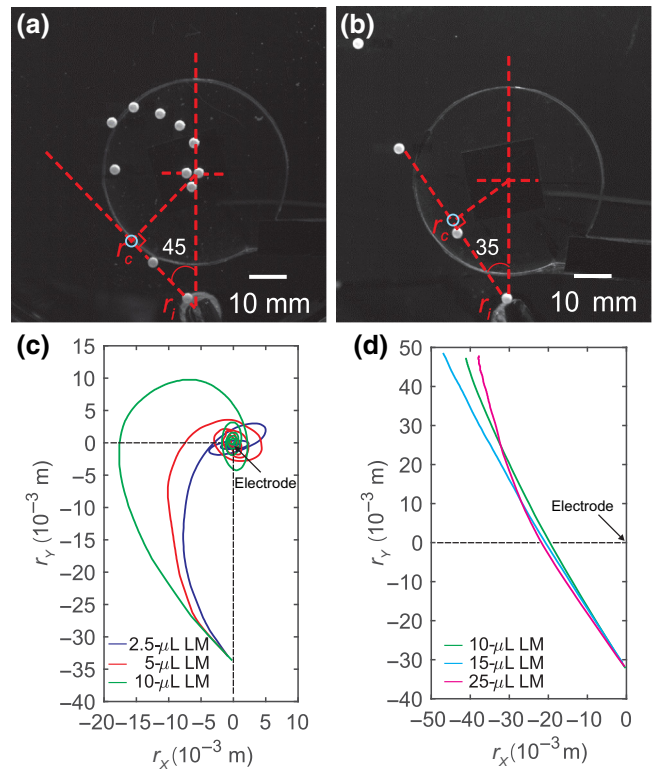 (a)
45
r_c
r_i
10 mm
(b)
35
r_c
r_i
10 mm
(c)
15
10
5
0
−5
−10
−15
−20
−25
−30
−35
−40
r_Y (10⁻³ m)
Electrode
2.5-μL LM
5-μL LM
10-μL LM
−20 −15 −10 −5 0 5 10
r_X (10⁻³ m)
(d)
50
40
30
20
10
0
−10
−20
−30
40
r_Y (10⁻³ m)
Electrode
10-μL LM
15-μL LM
25-μL LM
−50 −40 −30 −20 −10 0
r_X (10⁻³ m)